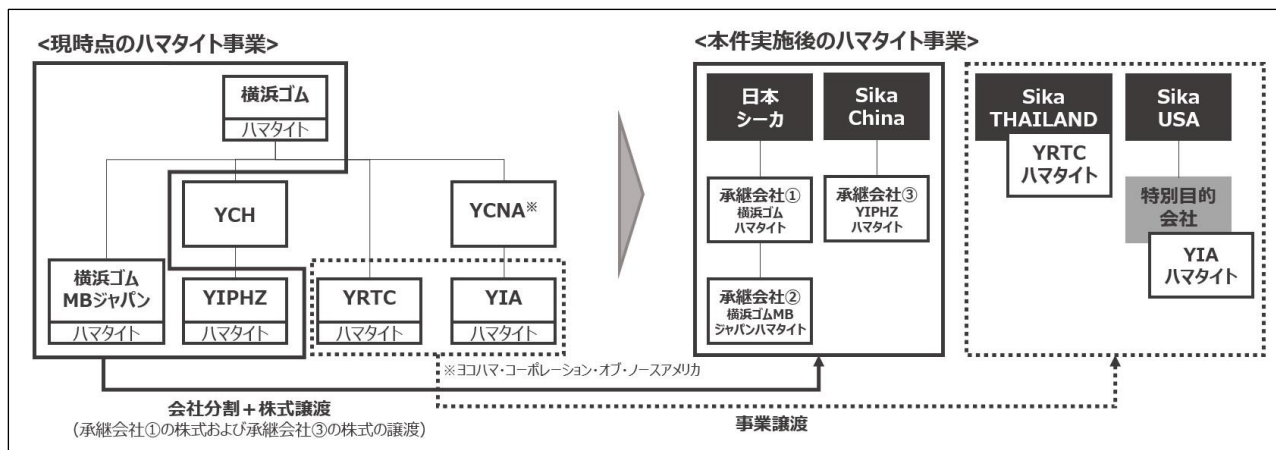 <現時点のハマタイト事業>
横浜ゴム
ハマタイト
YCH
YCNA※
横浜ゴム
MBジャパン
ハマタイト
YIPHZ
ハマタイト
YRTC
ハマタイト
YIA
ハマタイト
※ヨコハマ・コーポレーション・オブ・ノースアメリカ
会社分割+株式譲渡
(承継会社①の株式および承継会社③の株式の譲渡)
<本件実施後のハマタイト事業>
日本
シーカ
Sika
China
承継会社①
横浜ゴム
ハマタイト
承継会社③
YIPHZ
ハマタイト
承継会社②
横浜ゴムMB
ジャパンハマタイト
Sika
THAILAND
YRTC
ハマタイト
Sika
USA
特別目的
会社
YIA
ハマタイト
事業譲渡